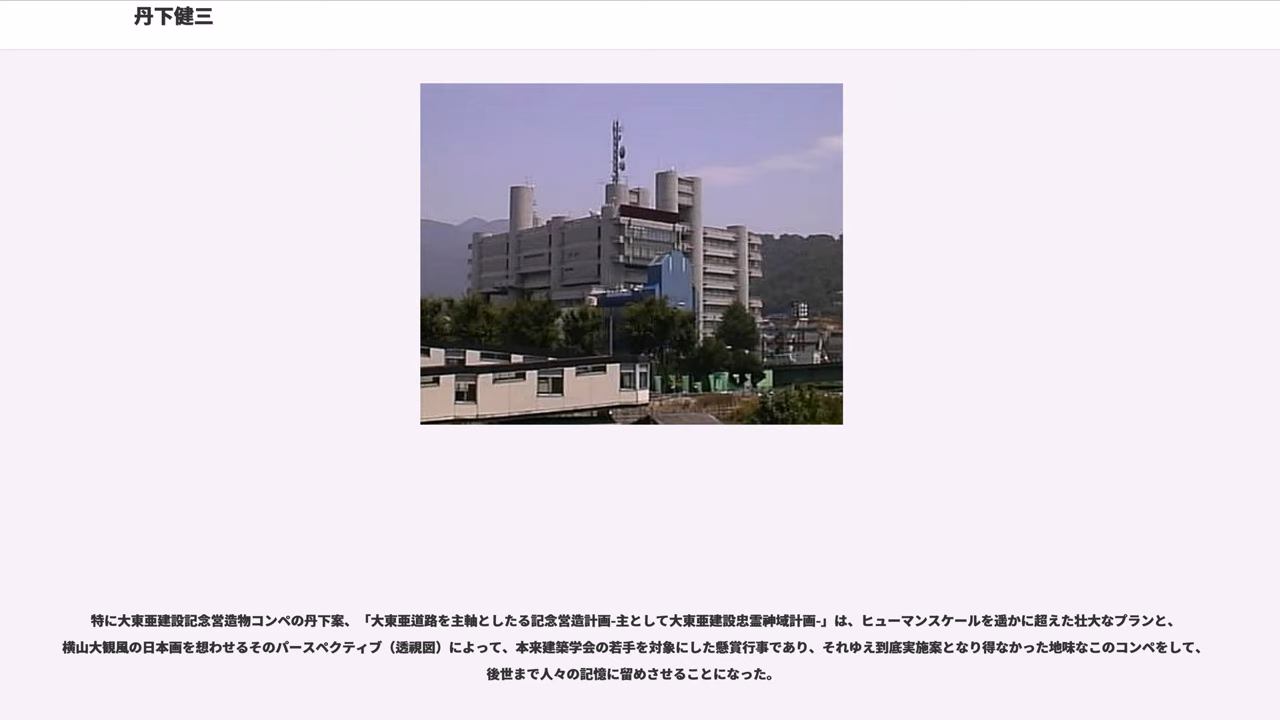 丹下健三
特に大東亜建設記念営造物コンペの丹下案、「大東亜道路を主軸としたる記念営造計画-主として大東亜建設忠霊神域計画-」は、ヒューマンスケールを遥かに超えた壮大なプランと、
横山大観風の日本画を想わせるそのパースペクティブ（透視図）によって、本来建築学会の若手を対象にした懸賞行事であり、それゆえ到底実施案となり得なかった地味なこのコンペをして、
後世まで人々の記憶に留めさせることになった。